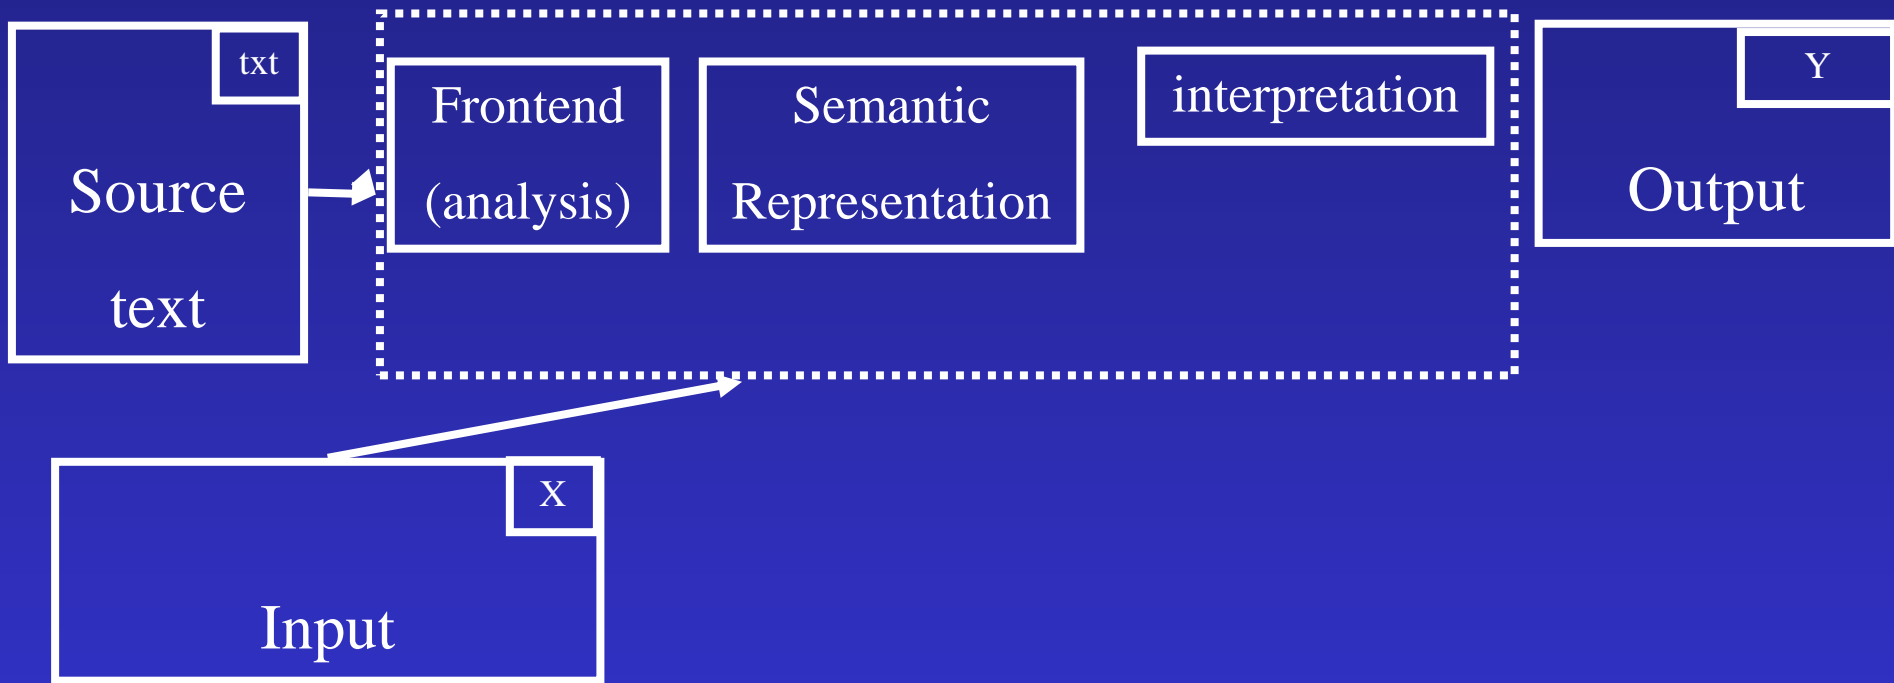 txt
Source
text
Frontend
(analysis)
Semantic
Representation
interpretation
Y
Output
X
Input